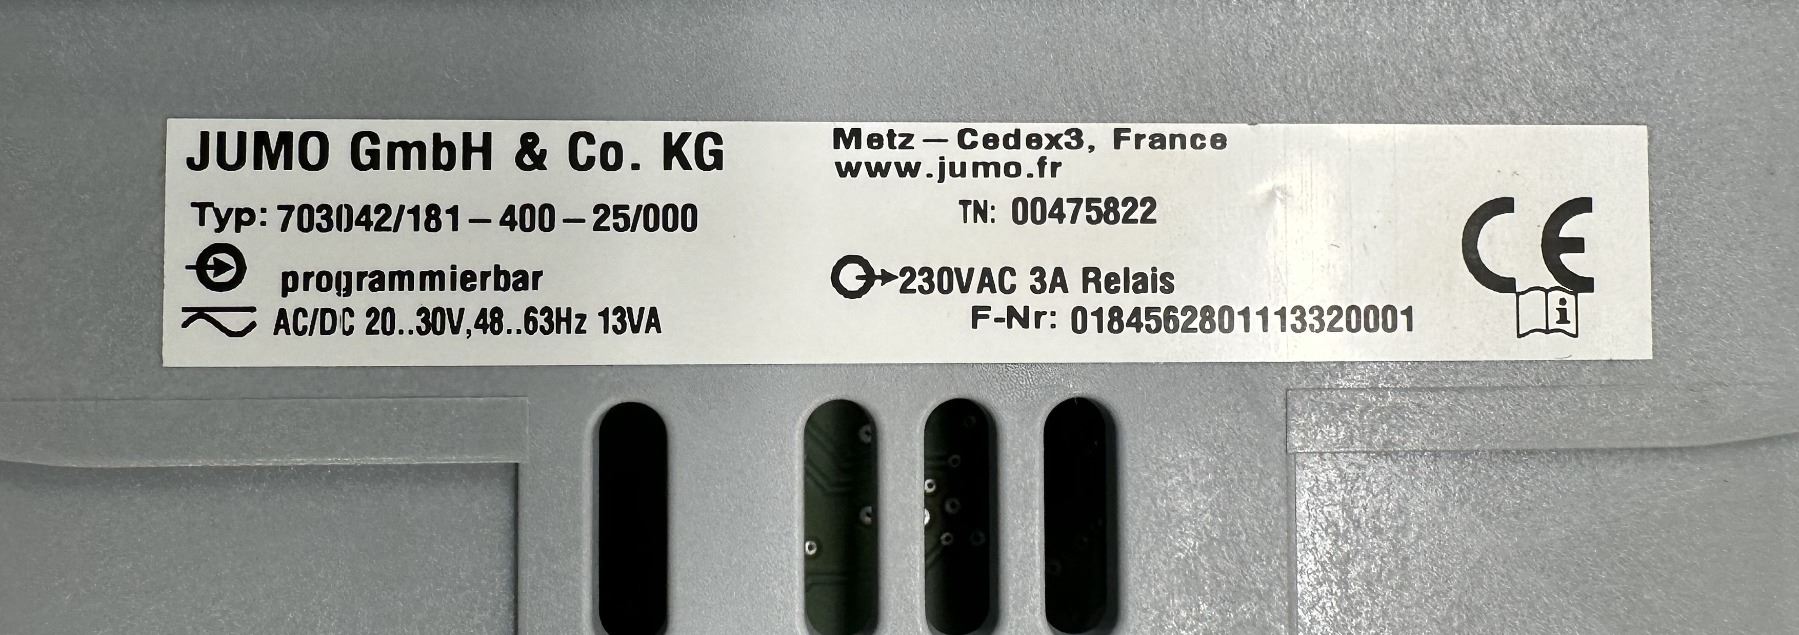 JUMO GmbH & Co. KG
Metz-Cedex3, France
www.jumo.fr
Typ: 703042/181-400-25/000
TN: 00475822
programmierbar
230VAC 3A Relais
AC/DC 20..30V,48..63Hz 13VA
F-Nr: 0184562801113320001
CE
i